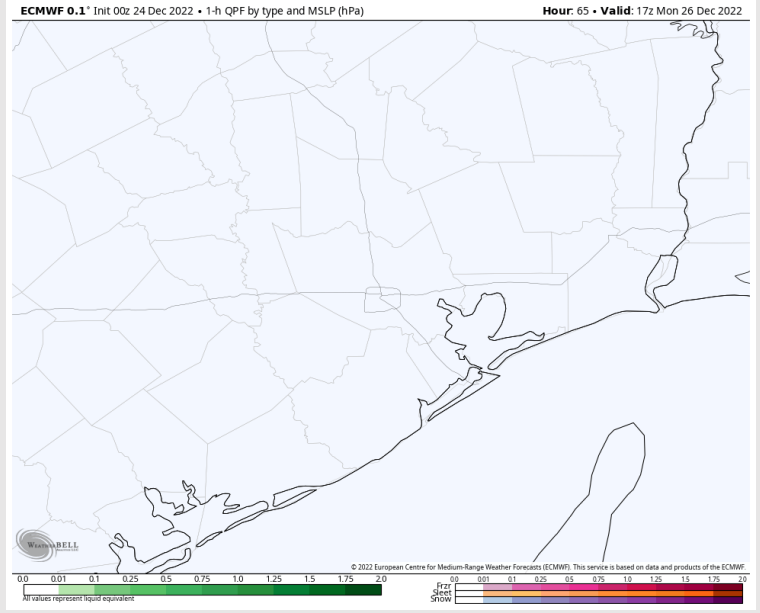 ECMWF 0.1° Init 00z 24 Dec 2022 • 1-h QPF by type and MSLP (hPa) Hour: 65 • Valid: 17z Mon 26 Dec 2022
WEATHERBELL
© 2022 European Centre for Medium-Range Weather Forecasts (ECMWF). This service is based on data and products of the ECMWF.
0.0 0.01 0.1 0.25 0.5 0.75 1.0 1.25 1.5 1.75 2.0 0.0 0.01 0.1 0.25 0.5 0.75 1.0 1.25 1.5 1.75 2.0
Frzr
Sleet
Snow
All values represent liquid equivalent